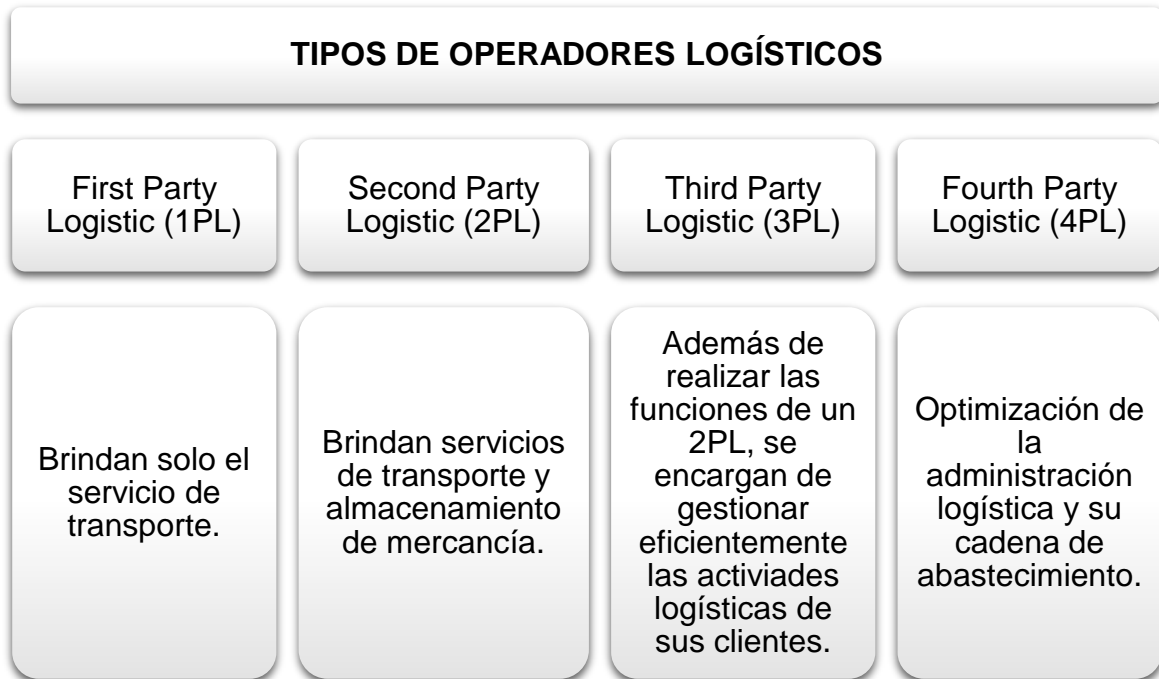 TIPOS DE OPERADORES LOGÍSTICOS
First Party
Logistic (1PL)
Second Party
Logistic (2PL)
Third Party
Logistic (3PL)
Fourth Party
Logistic (4PL)
Brindan solo el
servicio de
transporte.
Brindan servicios
de transporte y
almacenamiento
de mercancía.
Además de
realizar las
funciones de un
2PL, se
encargan de
gestionar
eficientemente
las activiades
logísticas de
sus clientes.
Optimización de
la
administración
logística y su
cadena de
abastecimiento.